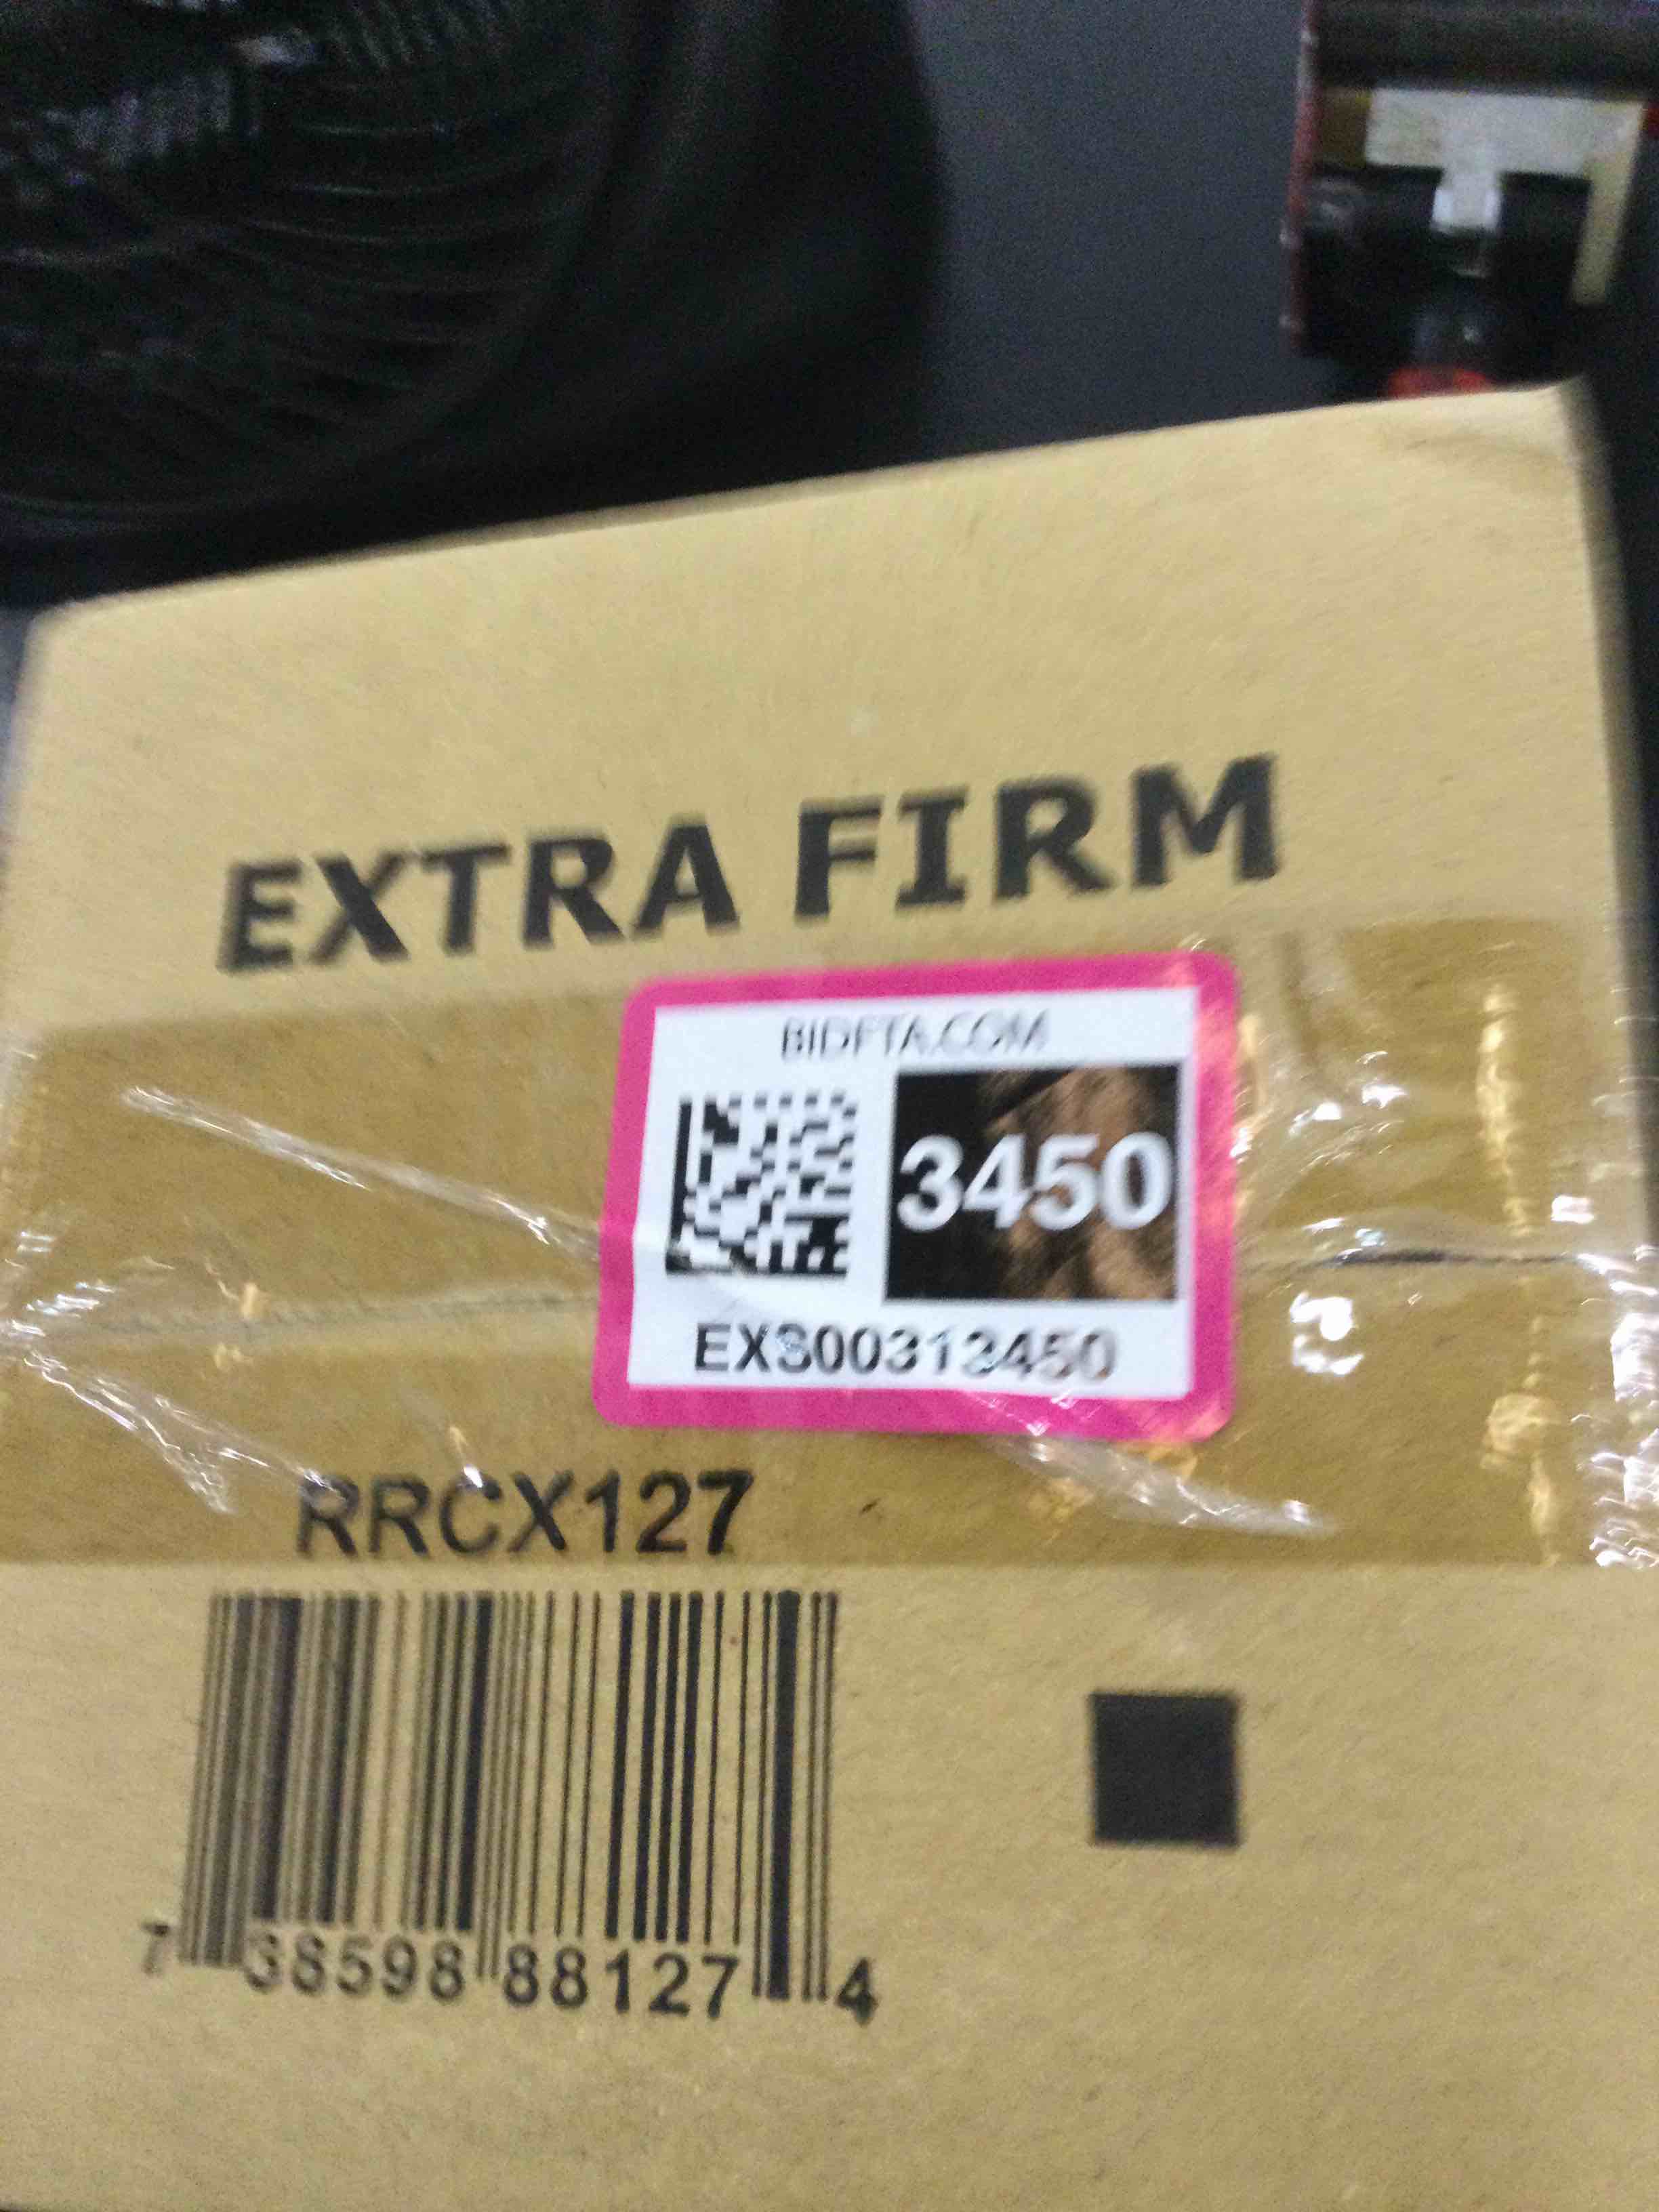 EXTRA FIRM
BIDFTA.COM
3450
EXS00313450
RRCX127
7 38598 88127 4